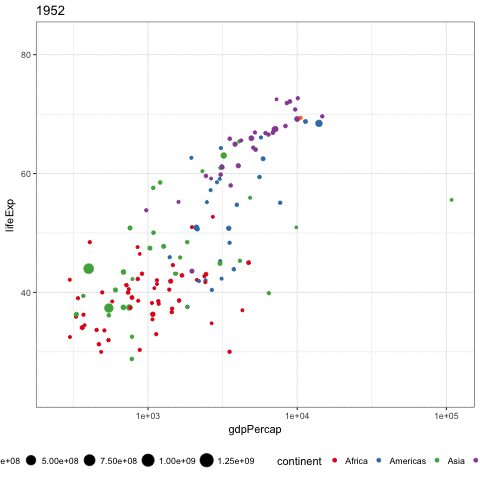 1952
80
60
40
lifeExp
1e+03 1e+04 1e+05
gdpPercap
e+08 5.00e+08 7.50e+08 1.00e+09 1.25e+09 continent Africa Americas Asia